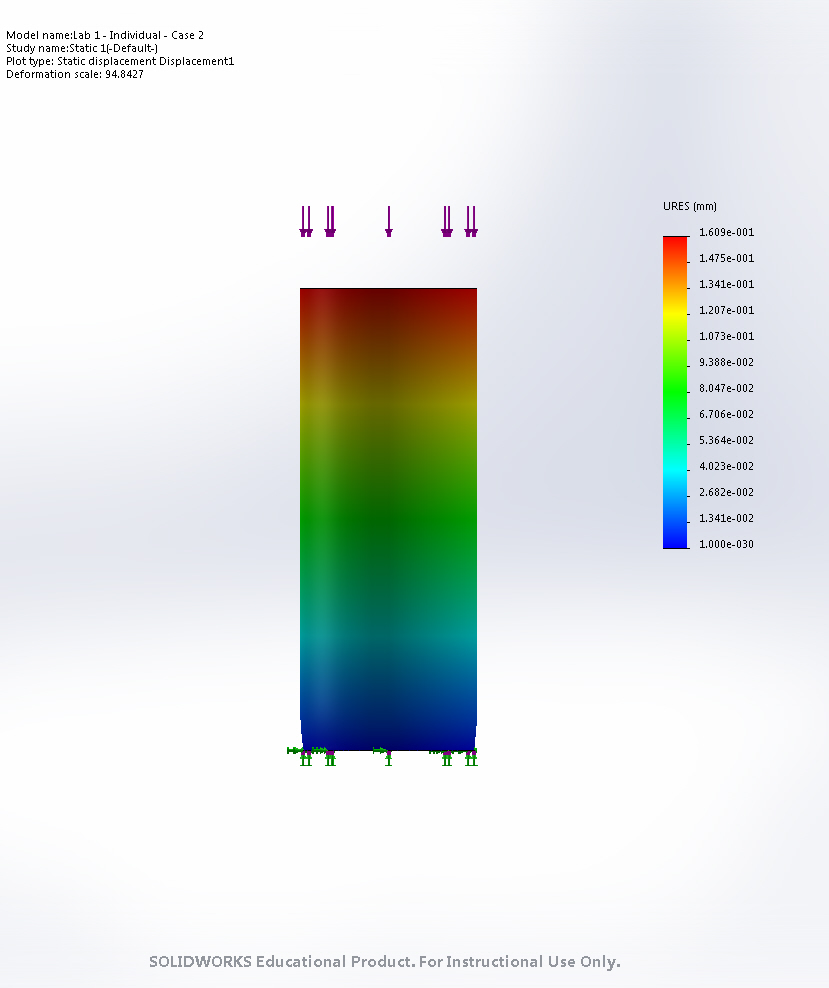 Model name:Lab 1 - Individual - Case 2
Study name:Static 1(-Default-)
Plot type: Static displacement Displacement1
Deformation scale: 94.8427
URES (mm)
1.609e-001
1.475e-001
1.341e-001
1.207e-001
1.073e-001
9.388e-002
8.047e-002
6.706e-002
5.364e-002
4.023e-002
2.682e-002
1.341e-002
1.000e-030
SOLIDWORKS Educational Product. For Instructional Use Only.